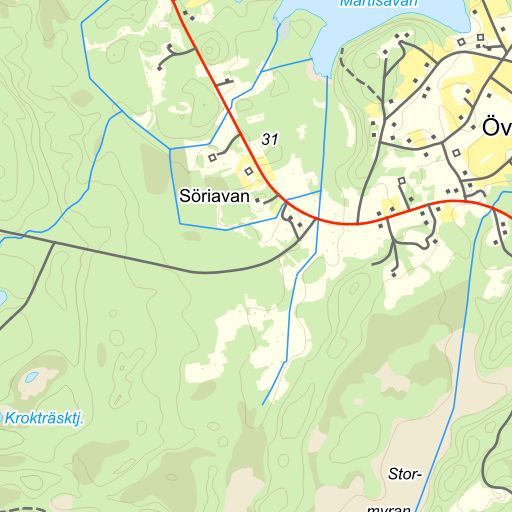 Martisavan
31
Öv
Söriavan
Krokträsktj.
Stor-
myran